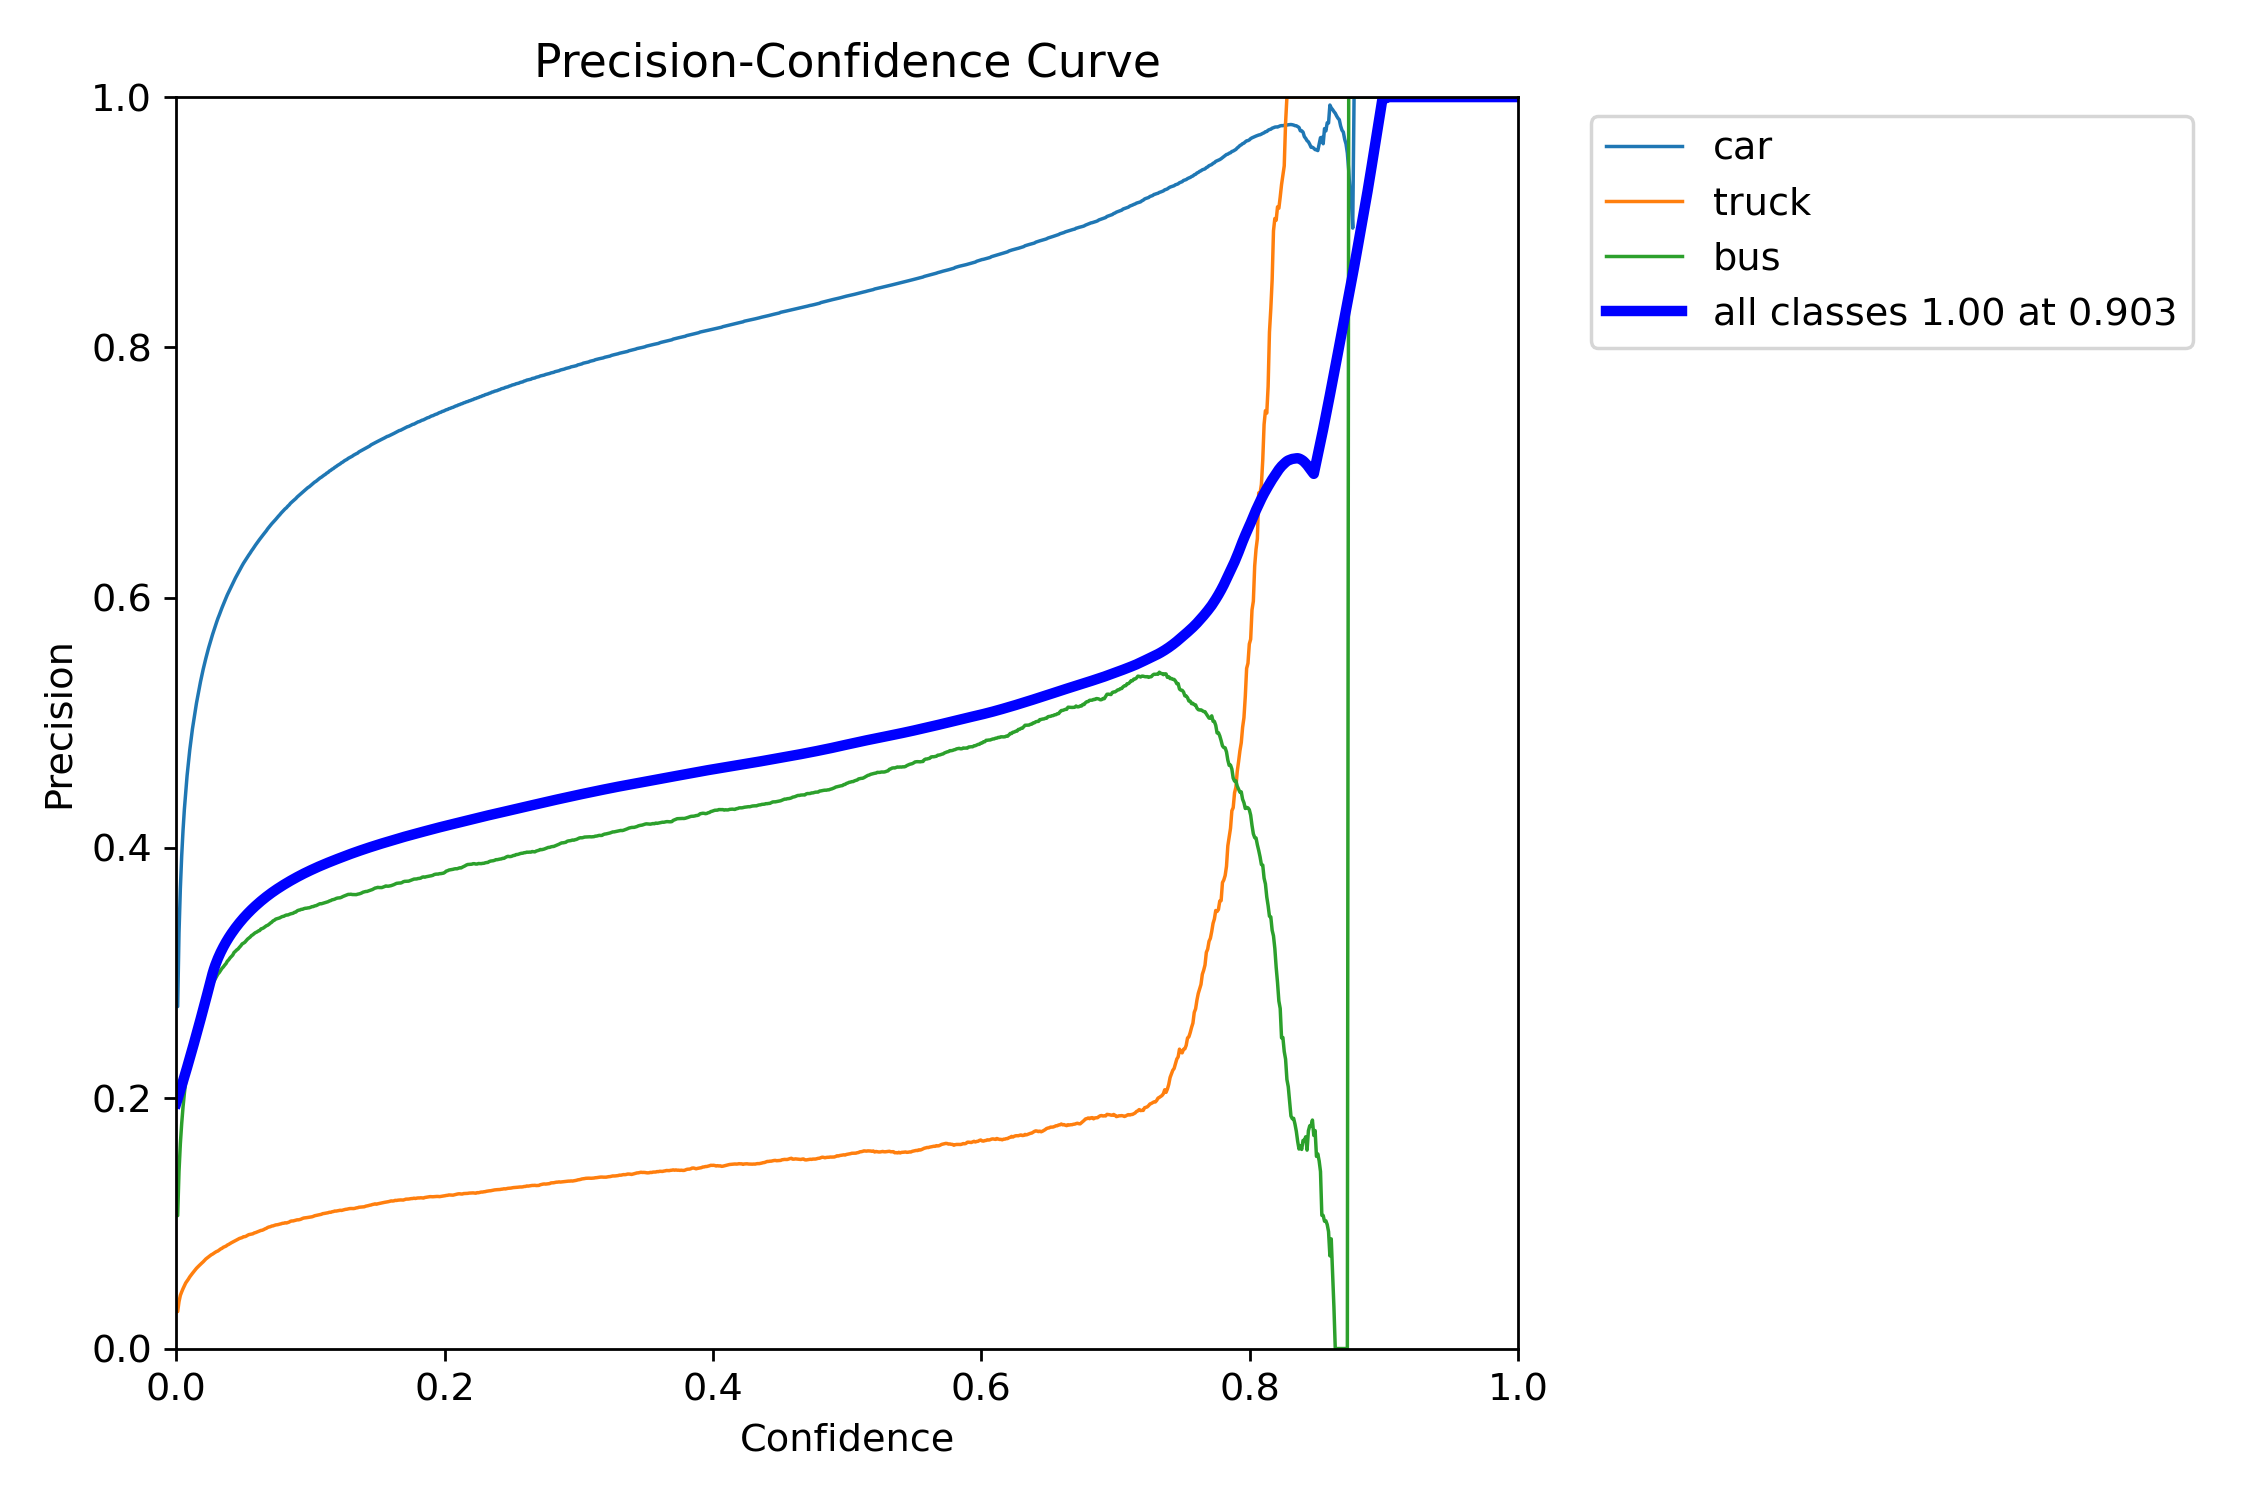 Precision-Confidence Curve
1.0
0.8
0.6
0.4
0.2
0.0
Precision
0.0 0.2 0.4 0.6 0.8 1.0
Confidence
car
truck
bus
all classes 1.00 at 0.903